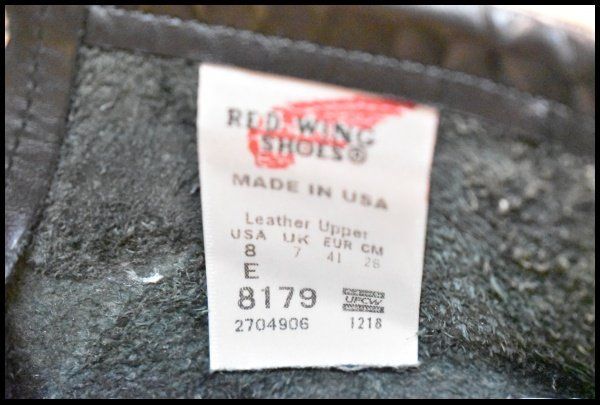 RED WING
SHOES®
MADE IN USA
Leather Upper
USA UK EUR CM
8 7 41 26
E
8179 UFCW
2704906 1218